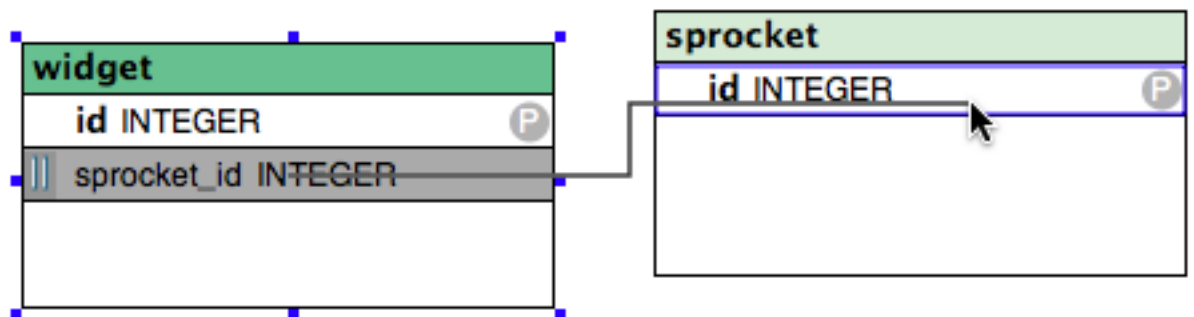 widget
id INTEGER P
sprocket_id INTEGER
sprocket
id INTEGER P